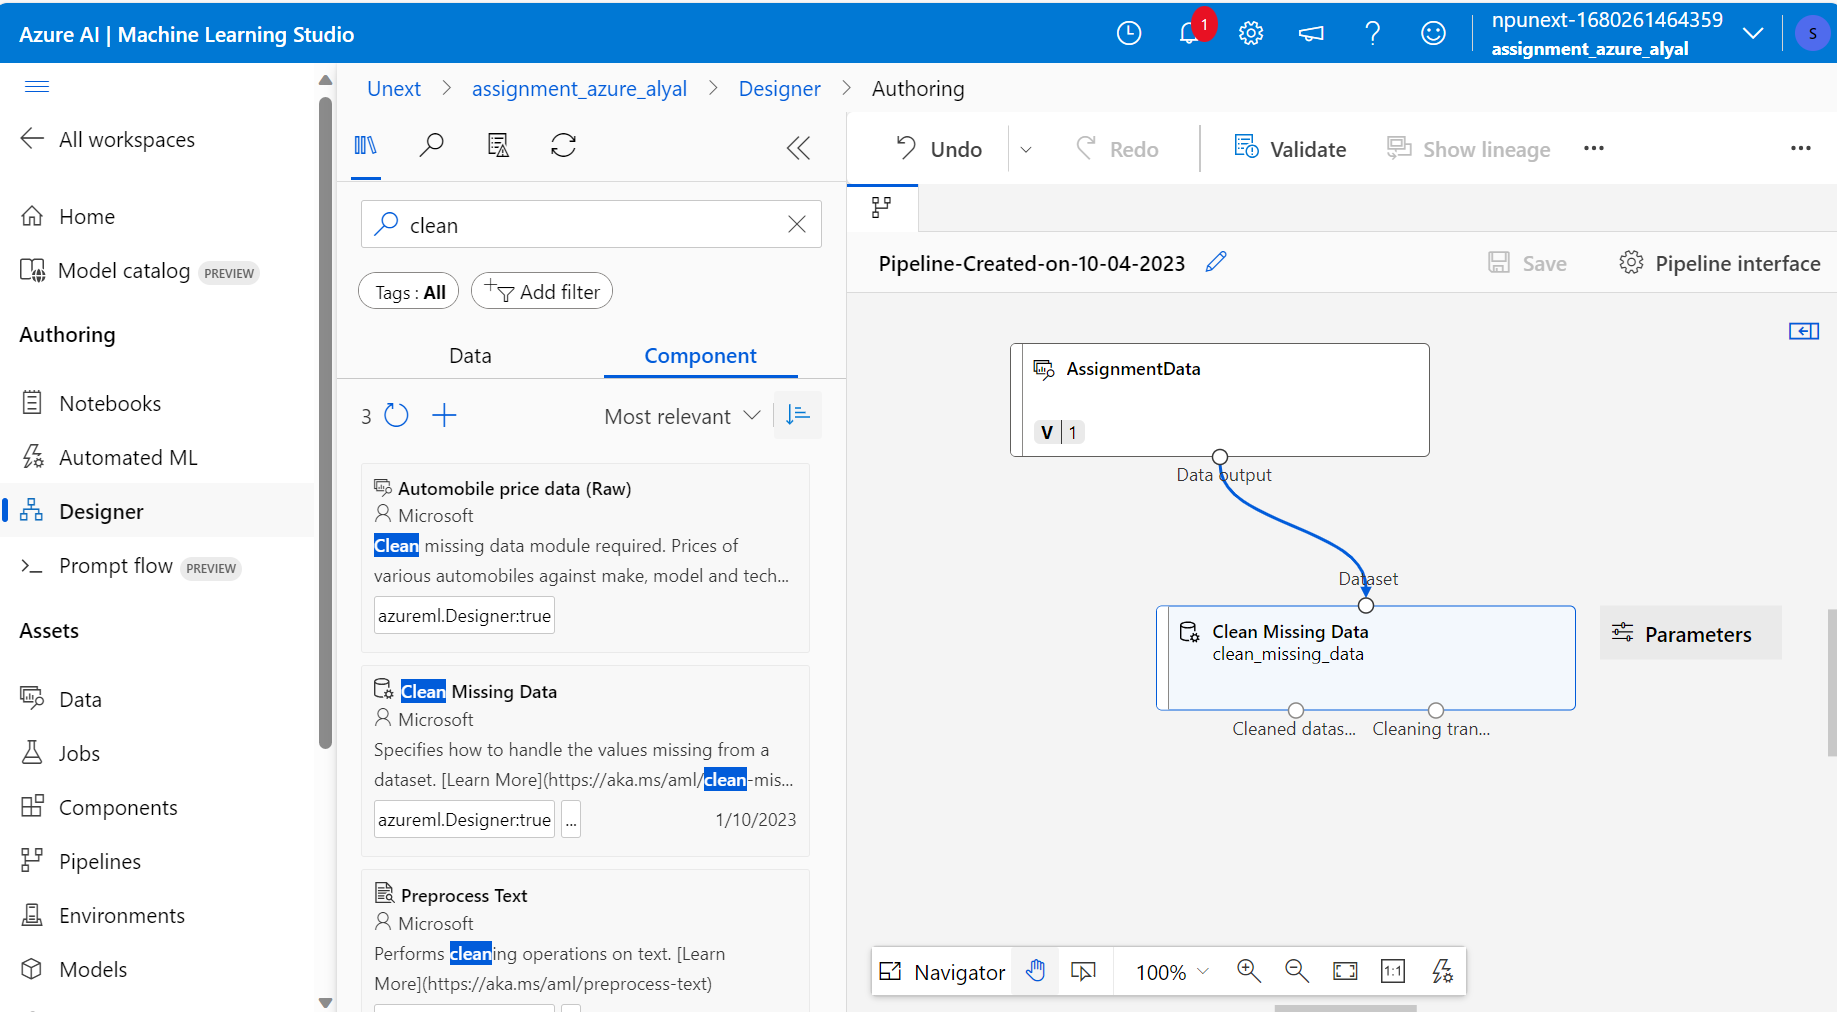 Azure AI | Machine Learning Studio
1
npunext-1680261464359
assignment_azure_alyal
S
All workspaces
Home
Model catalog PREVIEW
Authoring
Notebooks
Automated ML
Designer
Prompt flow PREVIEW
Assets
Data
Jobs
Components
Pipelines
Environments
Models
Unext > assignment_azure_alyal > Designer > Authoring
clean
Tags : All
Add filter
Data
Component
3
Most relevant
Automobile price data (Raw)
Microsoft
Clean missing data module required. Prices of
various automobiles against make, model and tech...
azureml.Designer:true
Clean Missing Data
Microsoft
Specifies how to handle the values missing from a
dataset. [Learn More](https://aka.ms/aml/clean-mis...
azureml.Designer:true ... 1/10/2023
Preprocess Text
Microsoft
Performs cleaning operations on text. [Learn
More](https://aka.ms/aml/preprocess-text)
Undo
Redo
Validate
Show lineage
Pipeline-Created-on-10-04-2023
Save
Pipeline interface
AssignmentData
V | 1
Data output
Dataset
Clean Missing Data
clean_missing_data
Parameters
Cleaned datas... Cleaning tran...
Navigator
100%
1:1